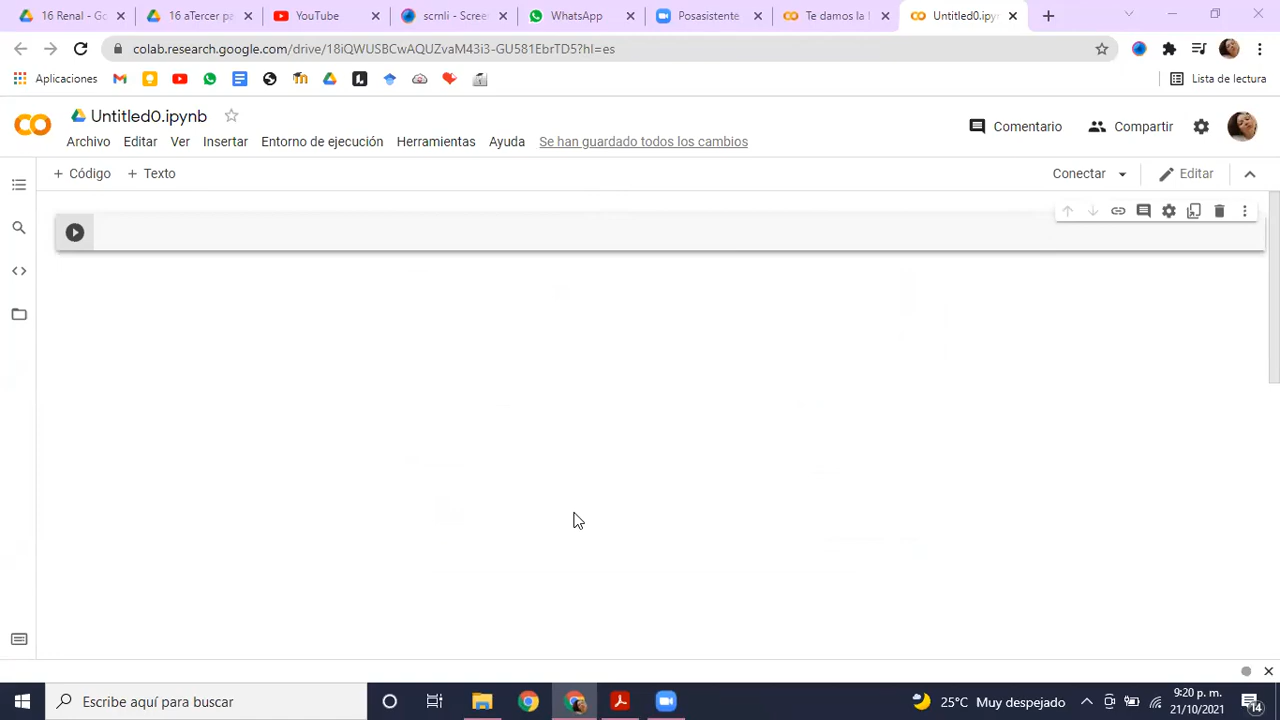 16 Renal - Go
16 aTercer pa
YouTube
scrnli - Scree
WhatsApp
Posasistente
Te damos la l
Untitled0.ipy
colab.research.google.com/drive/18iQWUSBCwAQUZvaM43i3-GU581EbrTD5?hl=es
Aplicaciones
Lista de lectura
Untitled0.ipynb
Comentario
Compartir
Archivo Editar Ver Insertar Entorno de ejecución Herramientas Ayuda Se han guardado todos los cambios
+ Código + Texto
Conectar
Editar
Escribe aquí para buscar
25°C Muy despejado
9:20 p. m.
21/10/2021
14